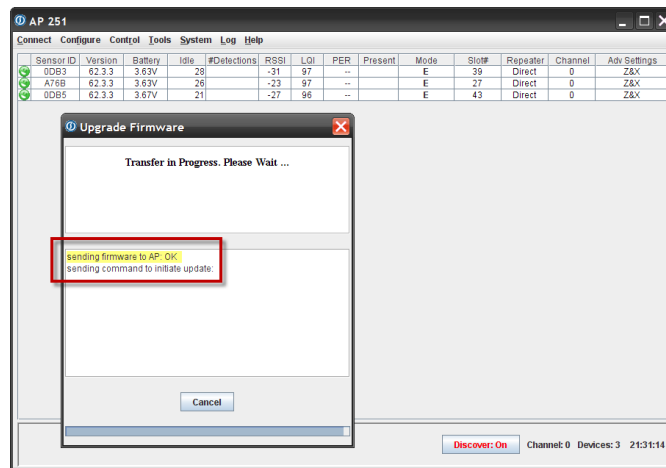 AP 251
Connect Configure Control Tools System Log Help
Sensor ID Version Battery Idle #Detections RSSI LQI PER Present Mode Slot# Repeater Channel Adv Settings
0DB3 62.3.3 3.63V 28 -31 97 -- E 39 Direct 0 Z&X
A76B 62.3.3 3.63V 26 -23 97 -- E 27 Direct 0 Z&X
0DB5 62.3.3 3.67V 21 -27 96 -- E 43 Direct 0 Z&X
Upgrade Firmware
Transfer in Progress. Please Wait ...
sending firmware to AP: OK
sending command to initiate update:
Cancel
Discover: On Channel: 0 Devices: 3 21:31:14